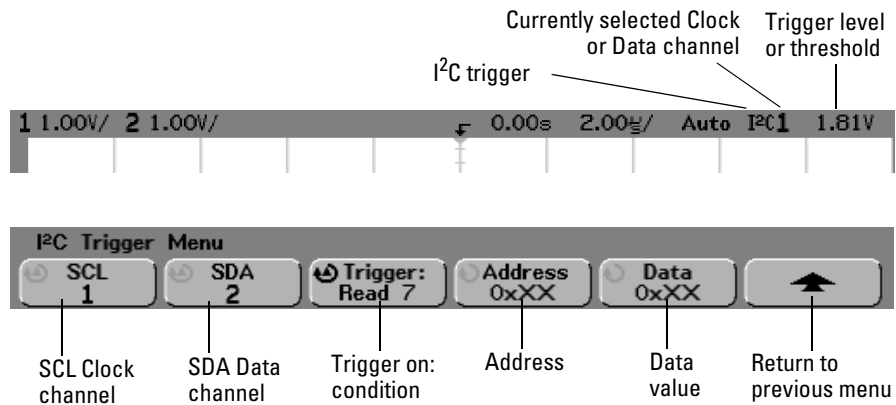 Currently selected Clock
or Data channel
Trigger level
or threshold
I²C trigger
1 1.00V/ 2 1.00V/ 0.00s 2.00µs/ Auto I²C1 1.81V
I²C Trigger Menu
SCL
1
SDA
2
Trigger:
Read 7
Address
0xXX
Data
0xXX
SCL Clock
channel
SDA Data
channel
Trigger on:
condition
Address
Data
value
Return to
previous menu